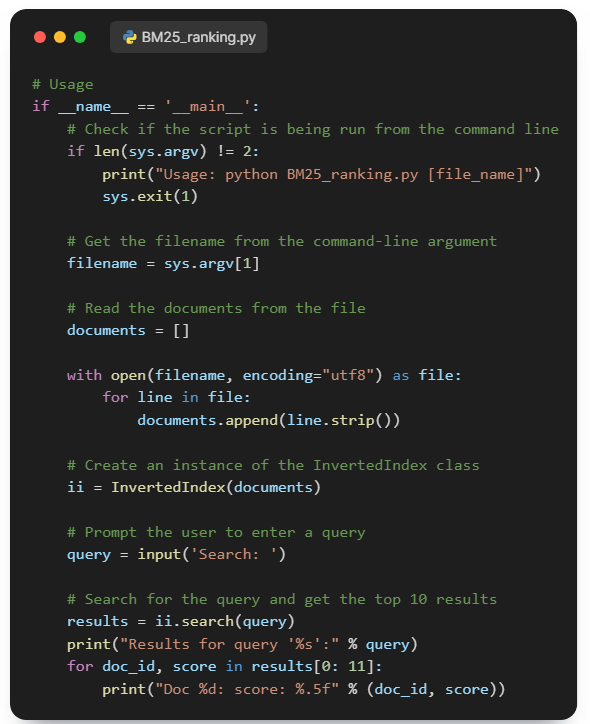 BM25_ranking.py
# Usage
if __name__ == '__main__':
    # Check if the script is being run from the command line
    if len(sys.argv) != 2:
        print("Usage: python BM25_ranking.py [file_name]")
        sys.exit(1)

    # Get the filename from the command-line argument
    filename = sys.argv[1]

    # Read the documents from the file
    documents = []

    with open(filename, encoding="utf8") as file:
        for line in file:
            documents.append(line.strip())

    # Create an instance of the InvertedIndex class
    ii = InvertedIndex(documents)

    # Prompt the user to enter a query
    query = input('Search: ')

    # Search for the query and get the top 10 results
    results = ii.search(query)
    print("Results for query '%s':" % query)
    for doc_id, score in results[0: 11]:
        print("Doc %d: score: %.5f" % (doc_id, score))